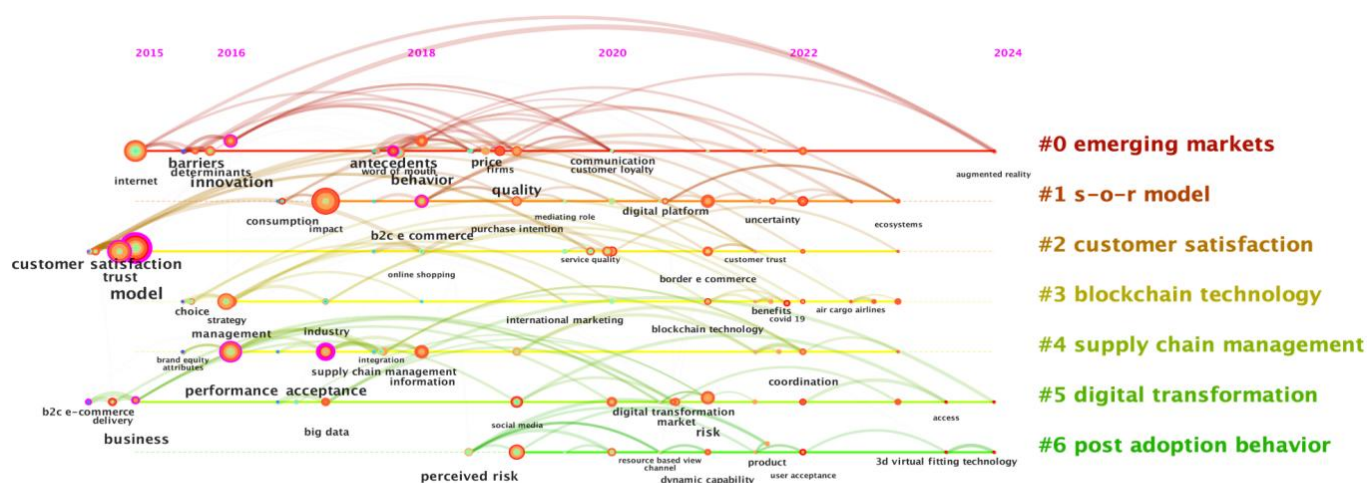 2015 2016 2018 2020 2022 2024
#0 emerging markets
barriers antecedents price communication
determinants word of mouth firms customer loyalty
internet innovation behavior augmented reality
#1 s-o-r model
quality
consumption mediating role digital platform uncertainty
impact purchase intention ecosystems
b2c e commerce
#2 customer satisfaction
customer satisfaction service quality customer trust
trust online shopping border e commerce
model
#3 blockchain technology
choice benefits air cargo airlines
strategy international marketing covid 19
management industry blockchain technology
#4 supply chain management
brand equity integration
attributes supply chain management
information coordination
performance acceptance
#5 digital transformation
b2c e-commerce digital transformation access
delivery social media market
business big data risk
#6 post adoption behavior
resource based view product 3d virtual fitting technology
channel
perceived risk dynamic capability user acceptance